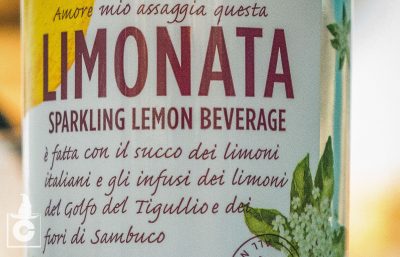 Amore mio assaggia questa
LIMONATA
SPARKLING LEMON BEVERAGE
è fatta con il succo dei limoni
italiani e gli infusi dei limoni
del Golfo del Tigullio e dei
fiori di Sambuco